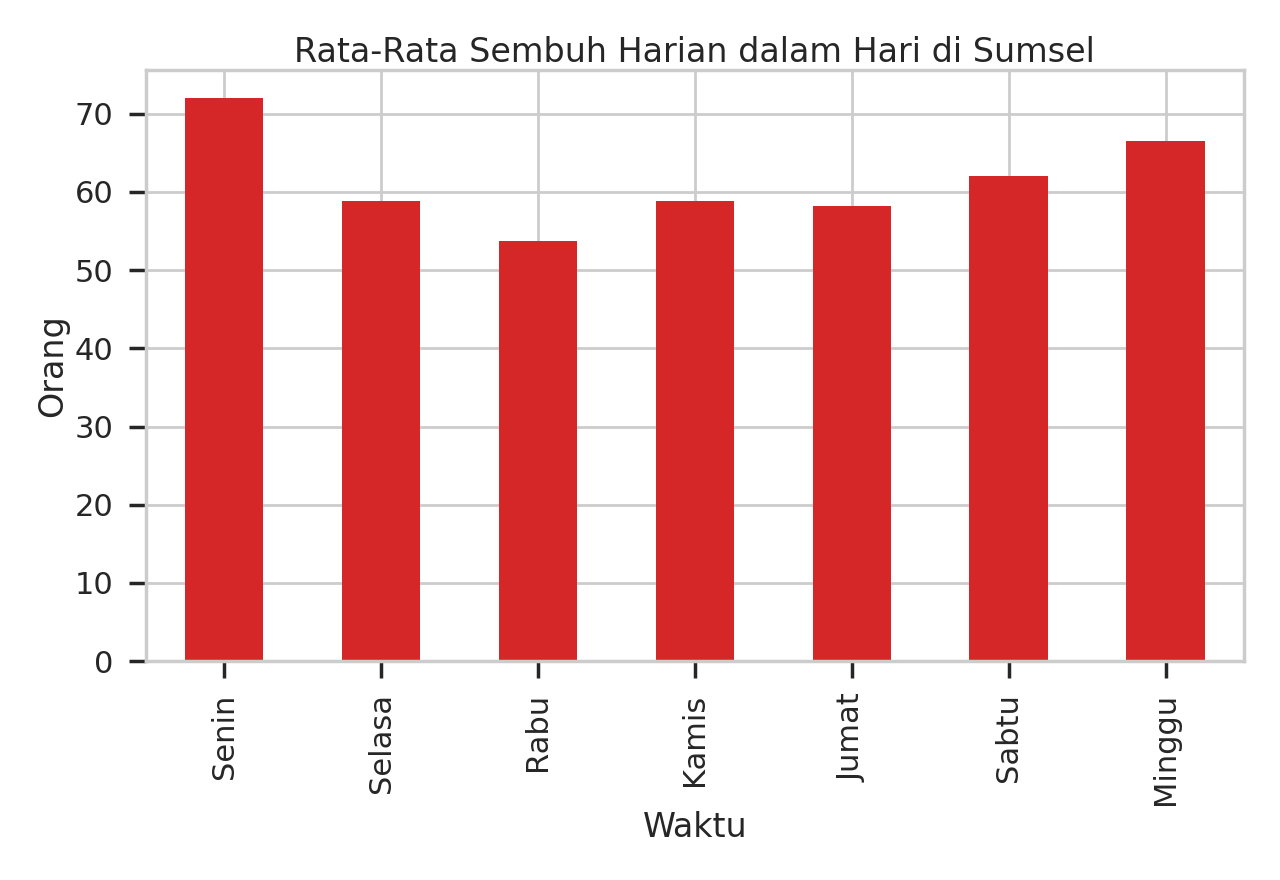 Rata-Rata Sembuh Harian dalam Hari di Sumsel
Orang
70
60
50
40
30
20
10
0
Senin
Selasa
Rabu
Kamis
Jumat
Sabtu
Minggu
Waktu